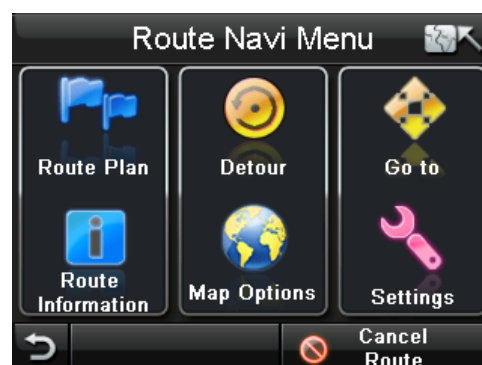 Route Navi Menu
Route Plan
Detour
Go to
Route
Information
Map Options
Settings
Cancel
Route